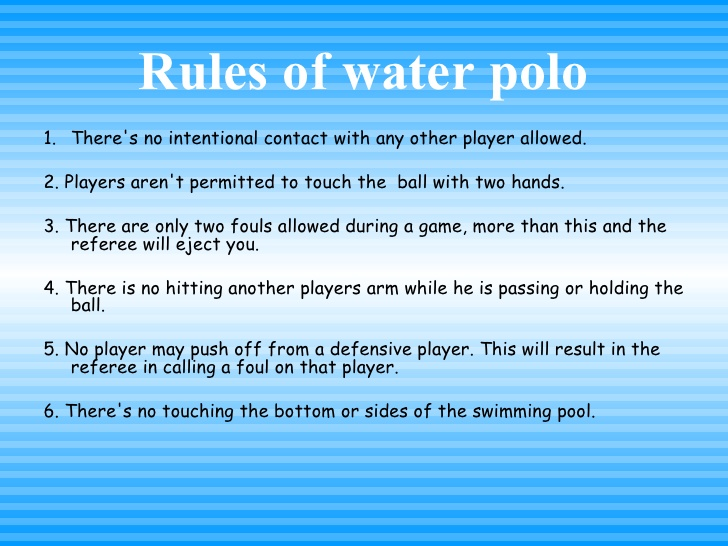 Rules of water polo
1. There's no intentional contact with any other player allowed.
2. Players aren't permitted to touch the ball with two hands.
3. There are only two fouls allowed during a game, more than this and the
referee will eject you.
4. There is no hitting another players arm while he is passing or holding the
ball.
5. No player may push off from a defensive player. This will result in the
referee in calling a foul on that player.
6. There's no touching the bottom or sides of the swimming pool.